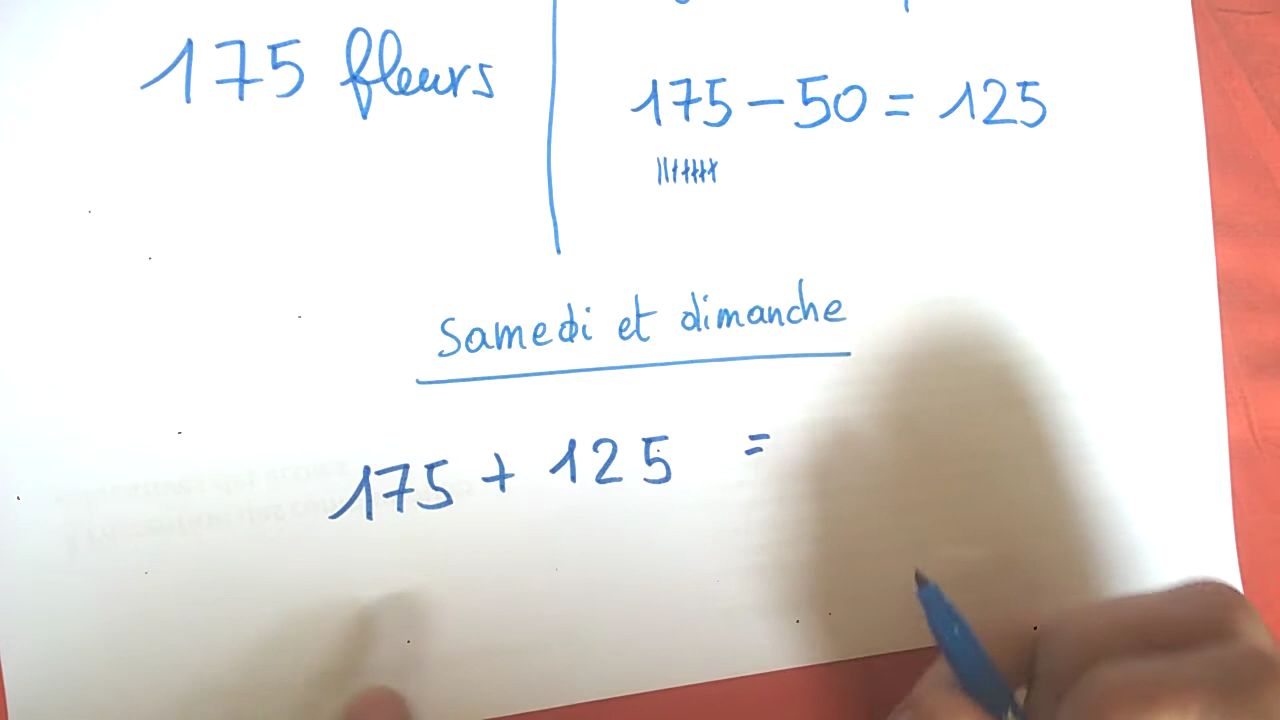 175 fleurs
175 - 50 = 125
Samedi et dimanche
175 + 125 =